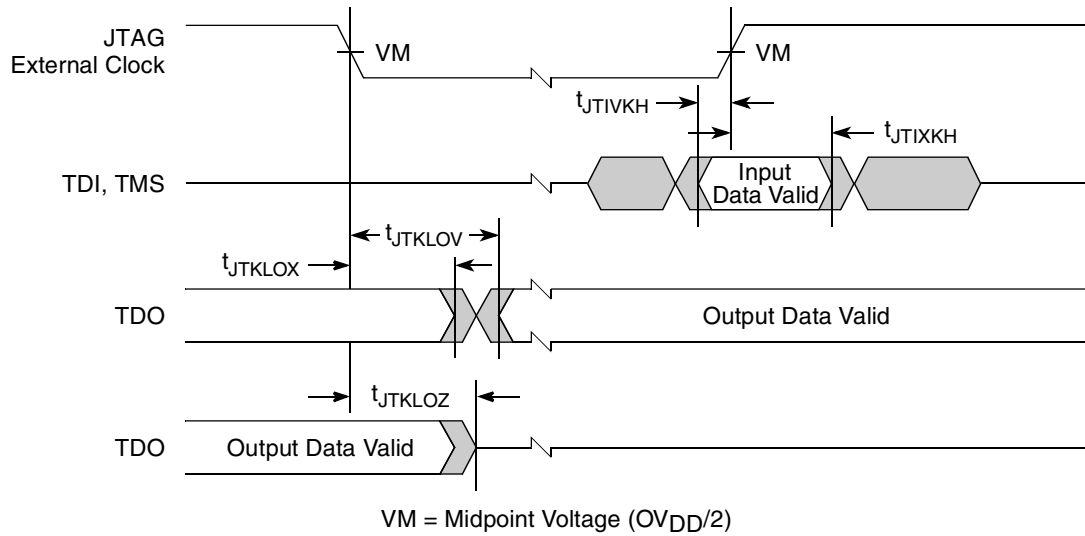 JTAG
External Clock
VM
VM
tJTIVKH
tJTIXKH
TDI, TMS
Input
Data Valid
tJTKLOV
tJTKLOX
TDO
Output Data Valid
tJTKLOZ
TDO
Output Data Valid
VM = Midpoint Voltage (OVDD/2)